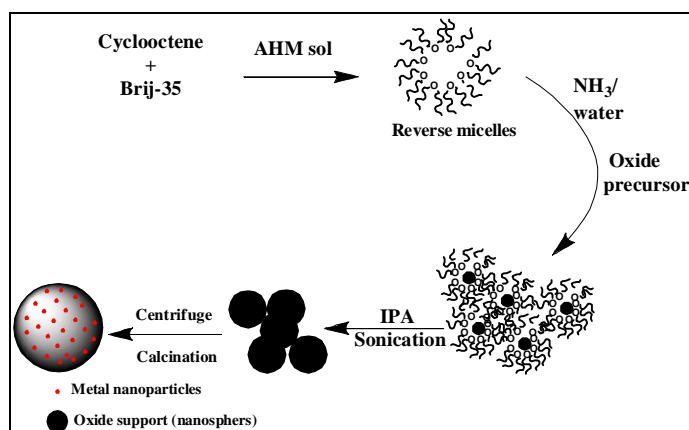 Cyclooctene
+
Brij-35
AHM sol
Reverse micelles
NH3/
water
Oxide
precursor
IPA
Sonication
Centrifuge
Calcination
Metal nanoparticles
Oxide support (nanosphers)